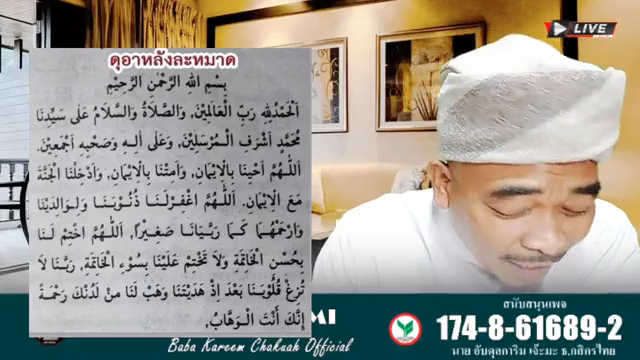 LIVE
ดุอาหลังละหมาด
بِسْمِ اللهِ الرَّحْمٰنِ الرَّحِيْمِ
اَلْحَمْدُلِلّٰهِ رَبِّ الْعَالَمِيْنَ، وَالصَّلَاةُ وَالسَّلَامُ عَلَى سَيِّدِنَا
مُحَمَّدٍ اَشْرَفِ الْمُرْسَلِيْنَ، وَعَلَى اٰلِهِ وَصَحْبِهِ اَجْمَعِيْنَ.
اَللّٰهُمَّ اَحْيِنَا بِالْاِيْمَانِ، وَاَمِتْنَا بِالْاِيْمَانِ، وَاَدْخِلْنَا الْجَنَّةَ
مَعَ الْاِيْمَانِ. اَللّٰهُمَّ اغْفِرْلَنَا ذُنُوْبَنَا وَلِوَالِدَيْنَا
وَارْحَمْهُمَا كَمَا رَبَّيَانَا صَغِيْرًا، اَللّٰهُمَّ اخْتِمْ لَنَا
بِحُسْنِ الْخَاتِمَةِ وَلَا تَخْتِمْ عَلَيْنَا بِسُوْءِ الْخَاتِمَةِ، رَبَّنَا لَا
تُزِغْ قُلُوْبَنَا بَعْدَ اِذْ هَدَيْتَنَا وَهَبْ لَنَا مِنْ لَدُنْكَ رَحْمَةً
اِنَّكَ أَنْتَ الْوَهَّابُ.
MI
Baba Kareem Chakuah Official
สนับสนุนเพจ
174-8-61689-2
นาย อับดุลการิม เจ๊ะมะ ธ.กสิกรไทย